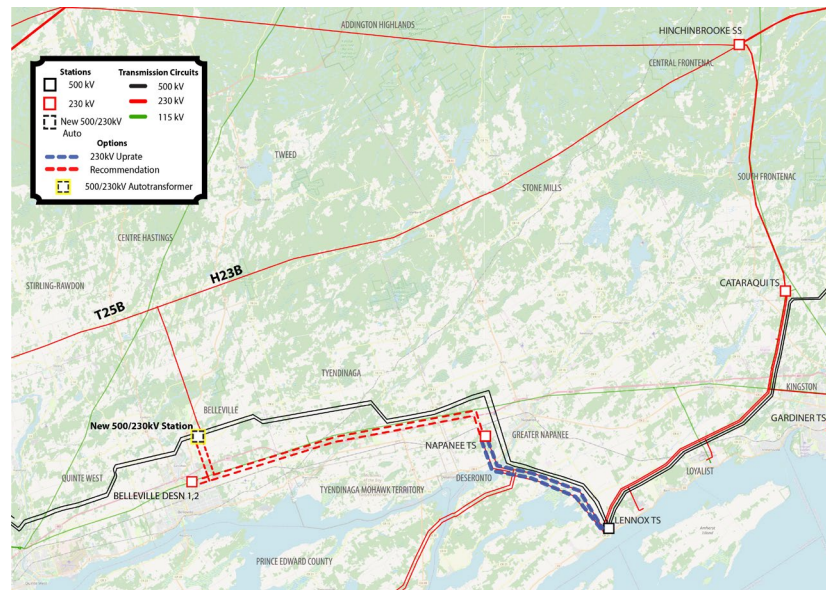 ADDINGTON HIGHLANDS
HINCHINBROOKE SS
CENTRAL FRONTENAC
Stations
Transmission Circuits
500 kV
500 kV
230 kV
230 kV
New 500/230kV
Auto
115 kV
Options
230kV Uprate
Recommendation
500/230kV Autotransformer
TWEED
SOUTH FRONTENAC
STONE MILLS
CENTRE HASTINGS
H23B
STIRLING-RAWDON
CATARAQUI TS
T25B
TYENDINAGA
KINGSTON
BELLEVILLE
GARDINER TS
New 500/230kV Station
GREATER NAPANEE
NAPANEE TS
LOYALIST
QUINTE WEST
DESERONTO
TYENDINAGA MOHAWK TERRITORY
BELLEVILLE DESN 1,2
LENNOX TS
PRINCE EDWARD COUNTY